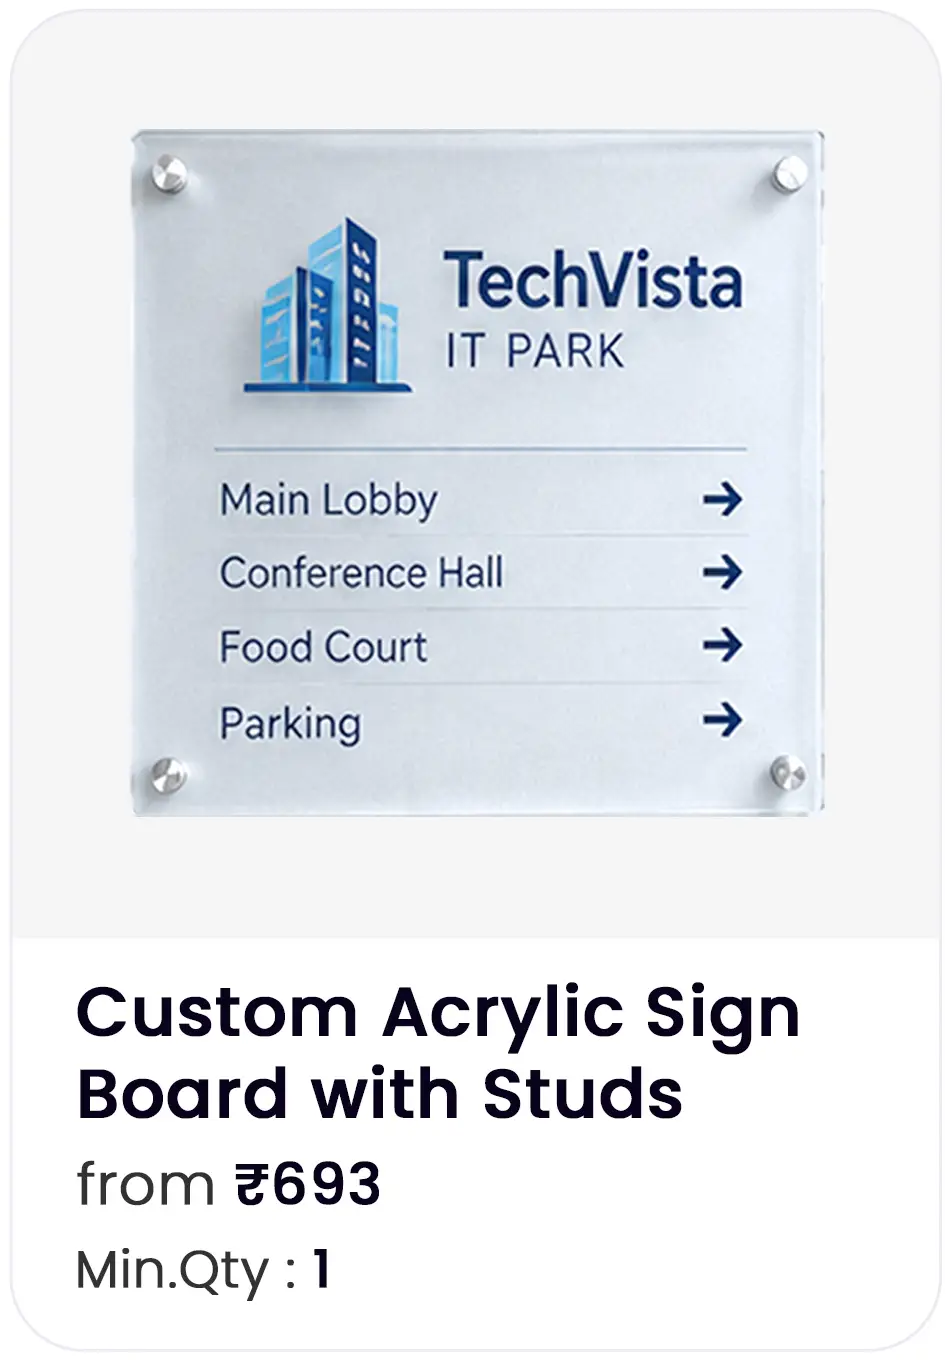 TechVista
IT PARK
Main Lobby →
Conference Hall →
Food Court →
Parking →
Custom Acrylic Sign
Board with Studs
from ₹693
Min.Qty : 1